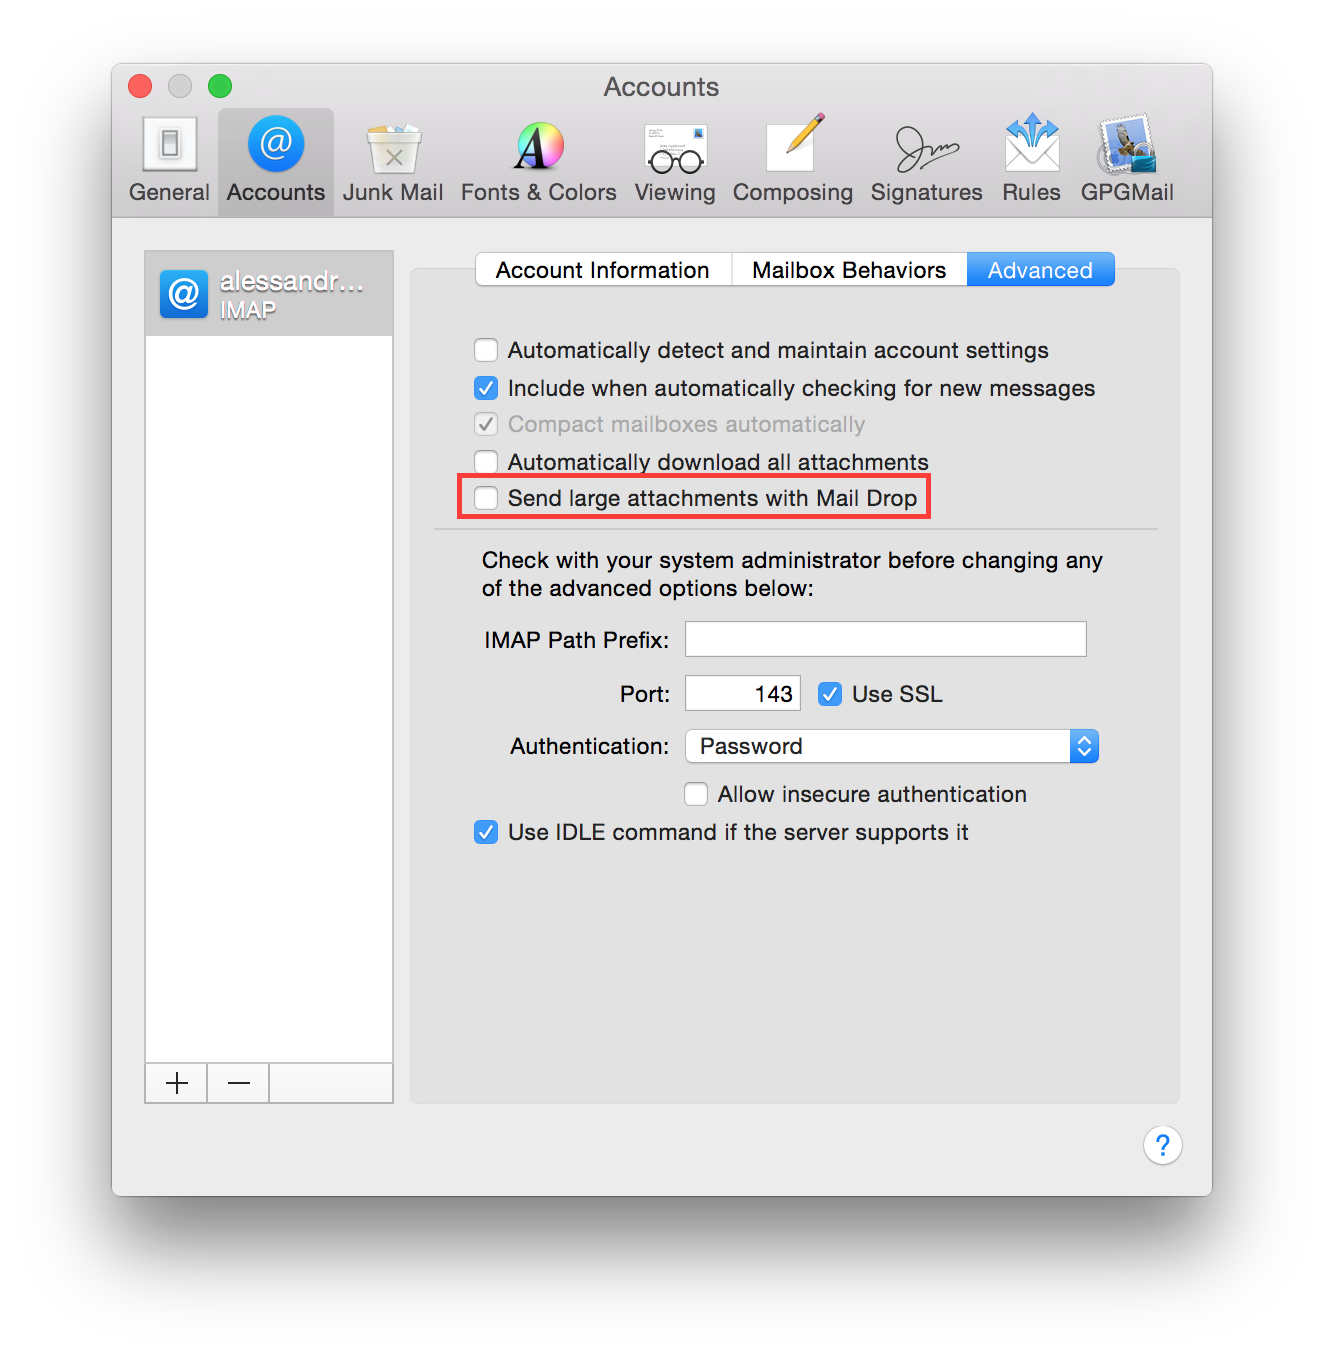 Accounts
General
Accounts
Junk Mail
Fonts & Colors
Viewing
Composing
Signatures
Rules
GPGMail
alessandr...
IMAP
Account Information
Mailbox Behaviors
Advanced
Automatically detect and maintain account settings
Include when automatically checking for new messages
Compact mailboxes automatically
Automatically download all attachments
Send large attachments with Mail Drop
Check with your system administrator before changing any
of the advanced options below:
IMAP Path Prefix:
Port: 143 Use SSL
Authentication: Password
Allow insecure authentication
Use IDLE command if the server supports it
?